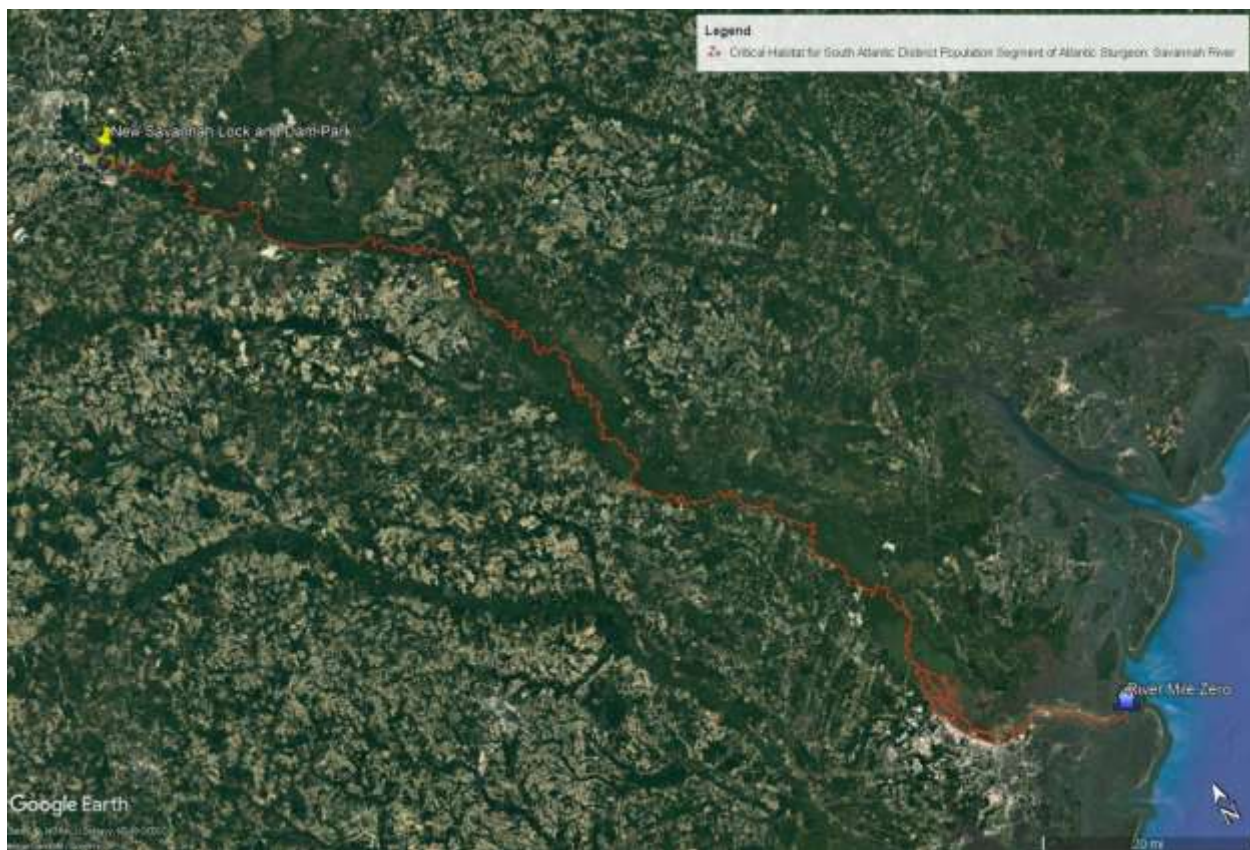 Legend
Critical Habitat for South Atlantic District Population Segment of Atlantic Sturgeon: Savannah River
New Savannah Lock and Dam Park
River Mile Zero
Google Earth
N
20 mi